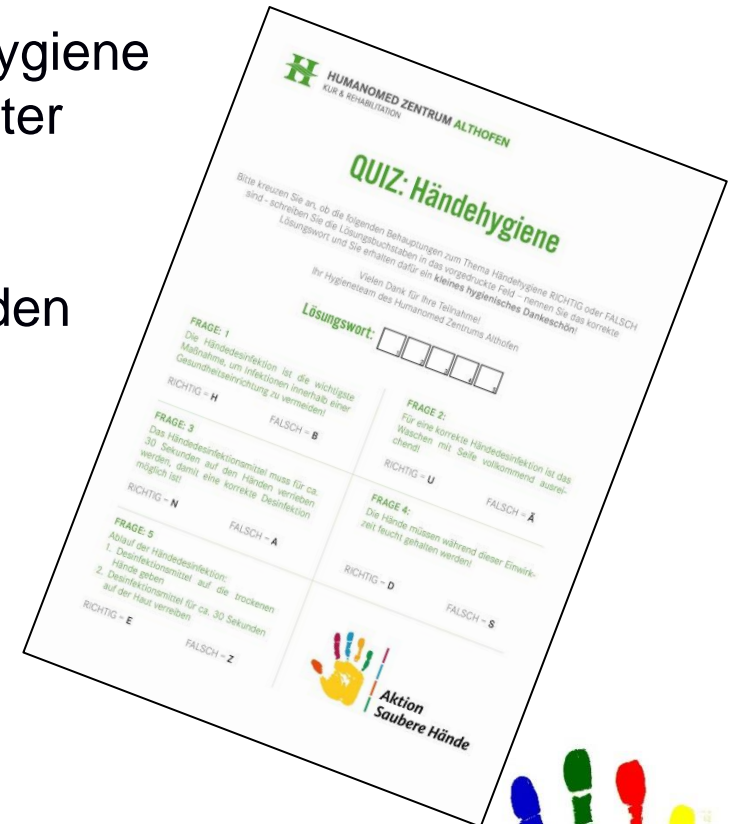 ygiene
ter
den
HUMANOMED ZENTRUM ALTHOFEN
KUR & REHABILITATION
QUIZ: Händehygiene
Bitte kreuzen Sie an, ob die folgenden Behauptungen zum Thema Händehygiene RICHTIG oder FALSCH
sind - schreiben Sie die Lösungsbuchstaben in das vorgedruckte Feld - nennen Sie das korrekte
Lösungswort und Sie erhalten dafür ein kleines hygienisches Dankeschön!
Vielen Dank für Ihre Teilnahme!
Ihr Hygieneteam des Humanomed Zentrums Althofen
Lösungswort:
FRAGE: 1
Die Händedesinfektion ist die wichtigste
Maßnahme, um Infektionen innerhalb einer
Gesundheitseinrichtung zu vermeiden!
RICHTIG = H FALSCH = B
FRAGE 2:
Für eine korrekte Händedesinfektion ist das
Waschen mit Seife vollkommend ausrei-
chend!
RICHTIG = U FALSCH = Ä
FRAGE: 3
Das Händedesinfektionsmittel muss für ca.
30 Sekunden auf den Händen verrieben
werden, damit eine korrekte Desinfektion
möglich ist!
RICHTIG = N FALSCH = A
FRAGE 4:
Die Hände müssen während dieser Einwirk-
zeit feucht gehalten werden!
RICHTIG = D FALSCH = S
FRAGE: 5
Ablauf der Händedesinfektion:
1. Desinfektionsmittel auf die trockenen
Hände geben
2. Desinfektionsmittel für ca. 30 Sekunden
auf der Haut verreiben
RICHTIG = E FALSCH = Z
Aktion
Saubere Hände